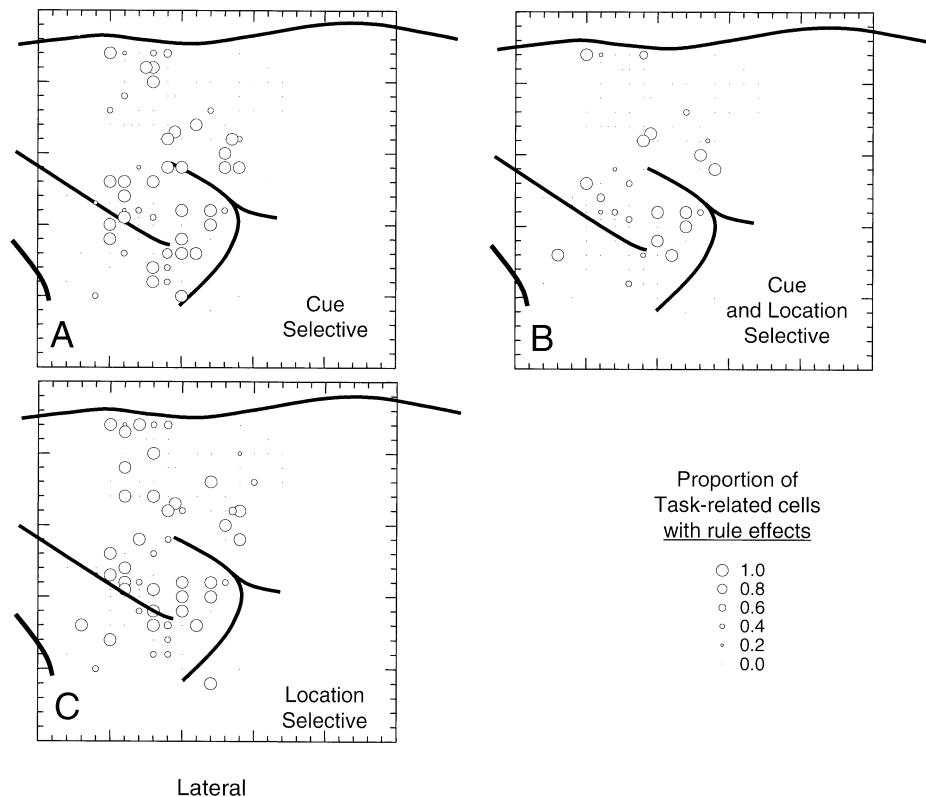 Cue
Selective
A
Cue
and Location
Selective
B
Location
Selective
C
Proportion of
Task-related cells
with rule effects
1.0
0.8
0.6
0.4
0.2
0.0
Lateral